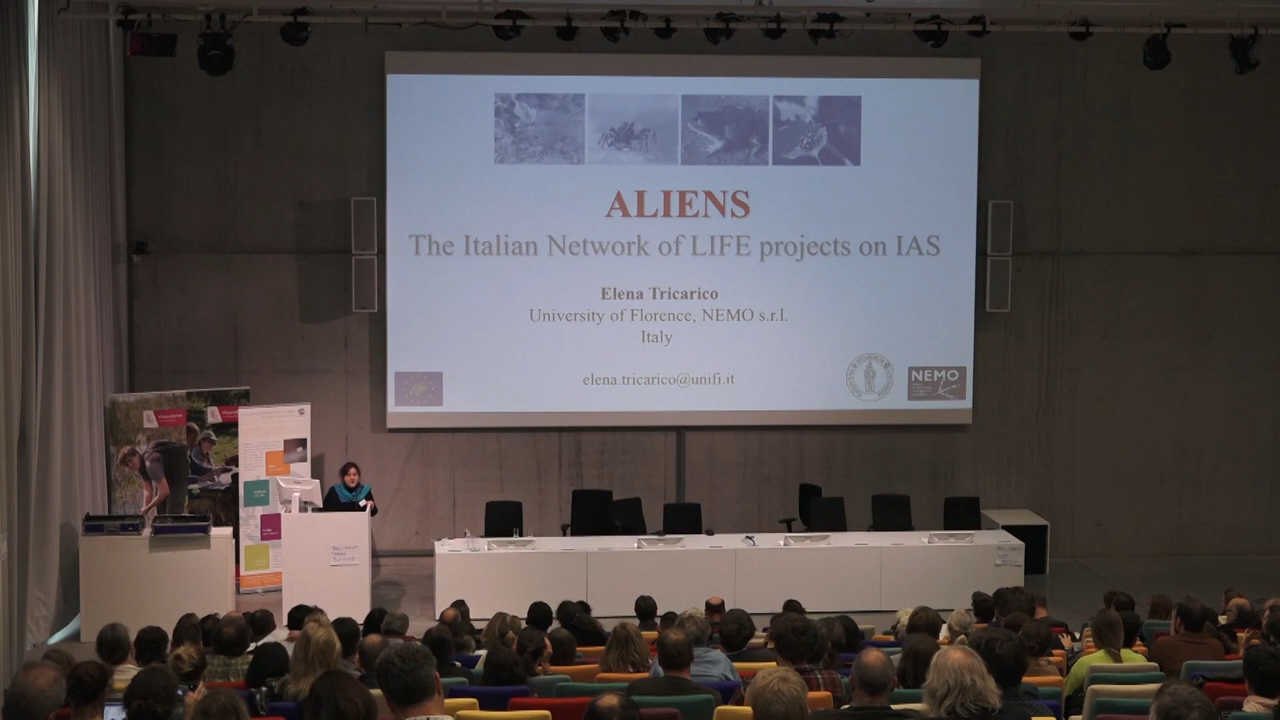 ALIENS
The Italian Network of LIFE projects on IAS
Elena Tricarico
University of Florence, NEMO s.r.l.
Italy
elena.tricarico@unifi.it
NEMO